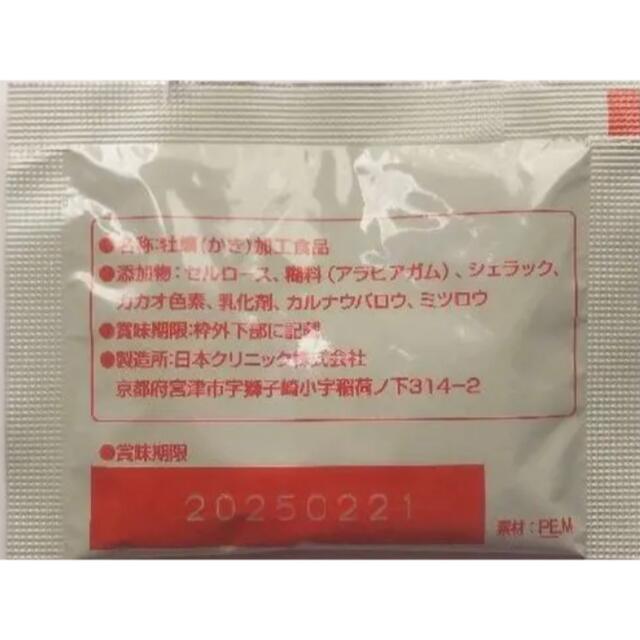 ●名称:牡蠣(かき)加工食品
●添加物:セルロース、糊料(アラビアガム)、シェラック、
カカオ色素、乳化剤、カルナウバロウ、ミツロウ
●賞味期限:枠外下部に記載
●製造所:日本クリニック株式会社
京都府宮津市字獅子崎小字稲荷ノ下314-2
●賞味期限
20250221
素材:PE,M